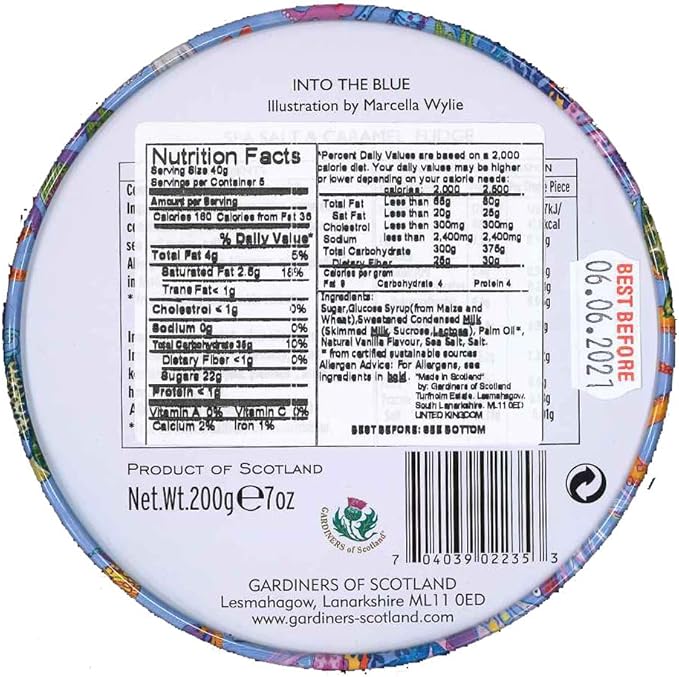 INTO THE BLUE
Illustration by Marcella Wylie
SEA SALT & CARAMEL FUDGE
Nutrition Facts
Serving Size 40g
Servings per Container 5
Amount per Serving
Calories 160 Calories from Fat 36
% Daily Value*
Total Fat 4g 5%
Saturated Fat 2.5g 18%
Trans Fat< 1g
Cholestrol < 1g 0%
Sodium 0g 0%
Total Carbohydrate 36g 10%
Dietary Fiber <1g 0%
Sugars 22g
Protein < 1g
Vitamin A 0% Vitamin C 0%
Calcium 2% Iron 1%
*Percent Daily Values are based on a 2,000
calorie diet. Your daily values may be higher
or lower depending on your calorie needs:
calories: 2,000 2,500
Total Fat Less than 65g 80g
Sat Fat Less than 20g 25g
Cholestrol Less than 300mg 300mg
Sodium less than 2,400mg 2,400mg
Total Carbohydrate 300g 375g
Dietary Fiber 25g 30g
Calories per gram
Fat 9 Carbohydrate 4 Protein 4
Ingredients:
Sugar,Glucose Syrup(from Maize and
Wheat),Sweetened Condensed Milk
(Skimmed Milk, Sucrose, Lactose), Palm Oil*,
Natural Vanilla Flavour, Sea Salt, Salt.
* from certified sustainable sources
Allergen Advice: For Allergens, see
ingredients in bold. "Made in Scotland"
by: Gardiners of Scotland
Turfholm Estate. Lesmahagow.
South Lanarkshire. ML11 0ED
UNITED KINGDOM
BEST BEFORE: SEE BOTTOM
Piece
kJ/
kcal
BEST BEFORE
06.06.2021
PRODUCT OF SCOTLAND
Net.Wt.200g e 7oz
GARDINERS of Scotland
7 04039 02235 3
GARDINERS OF SCOTLAND
Lesmahagow, Lanarkshire ML11 0ED
www.gardiners-scotland.com